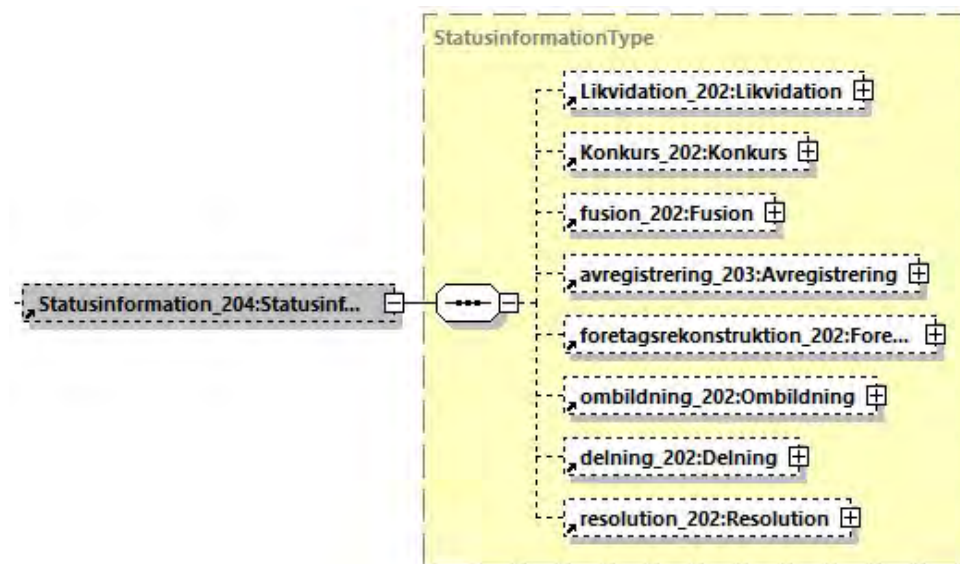 StatusinformationType
Likvidation_202:Likvidation
Konkurs_202:Konkurs
fusion_202:Fusion
avregistrering_203:Avregistrering
Statusinformation_204:Statusinf...
foretagsrekonstruktion_202:Fore...
ombildning_202:Ombildning
delning_202:Delning
resolution_202:Resolution